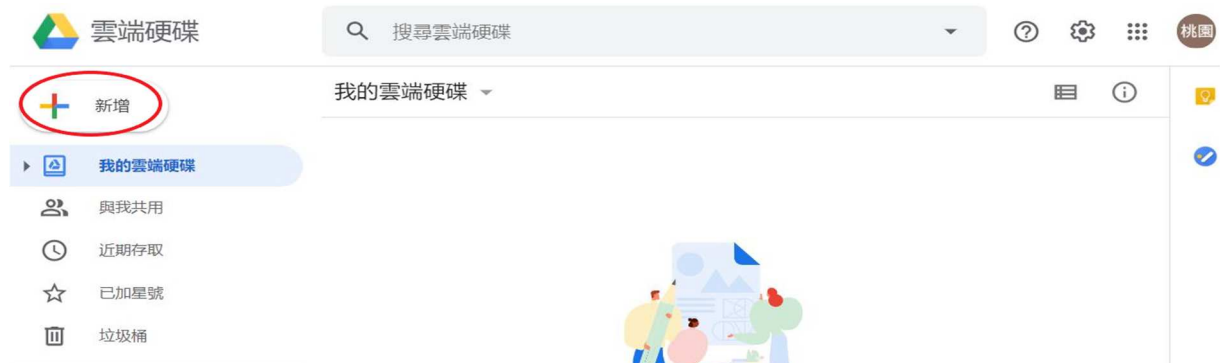 雲端硬碟
搜尋雲端硬碟
桃園
新增
我的雲端硬碟
我的雲端硬碟
與我共用
近期存取
已加星號
垃圾桶